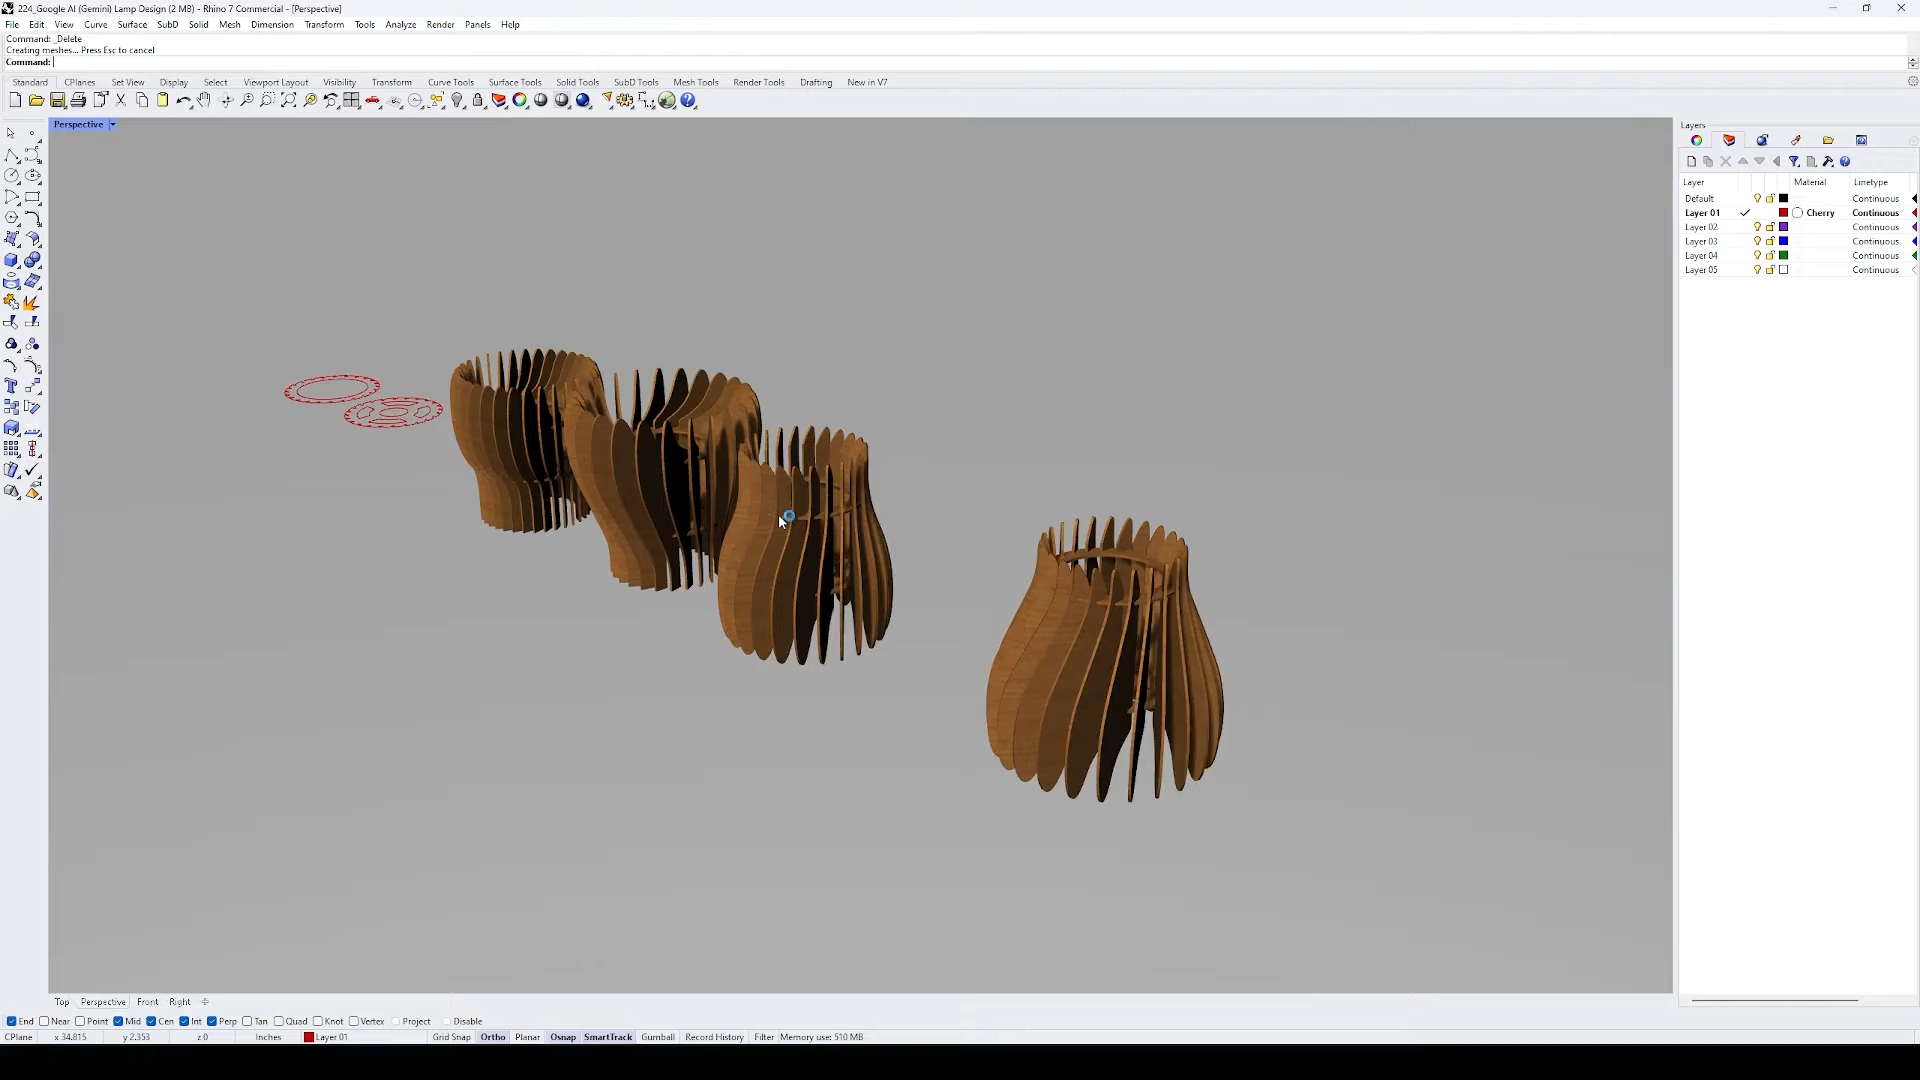 224_Google AI (Gemini) Lamp Design (2 MB) - Rhino 7 Commercial - [Perspective]
File Edit View Curve Surface SubD Solid Mesh Dimension Transform Tools Analyze Render Panels Help
Command: _Delete
Creating meshes... Press Esc to cancel
Command:
Standard CPlanes Set View Display Select Viewport Layout Visibility Transform Curve Tools Surface Tools Solid Tools SubD Tools Mesh Tools Render Tools Drafting New in V7
Perspective
Layers
Layer Material Linetype
Default Continuous
Layer 01 Cherry Continuous
Layer 02 Continuous
Layer 03 Continuous
Layer 04 Continuous
Layer 05 Continuous
Top Perspective Front Right
End Near Point Mid Cen Int Perp Tan Quad Knot Vertex Project Disable
CPlane x 34.815 y 2.353 z 0 Inches Layer 01 Grid Snap Ortho Planar Osnap SmartTrack Gumball Record History Filter Memory use: 510 MB